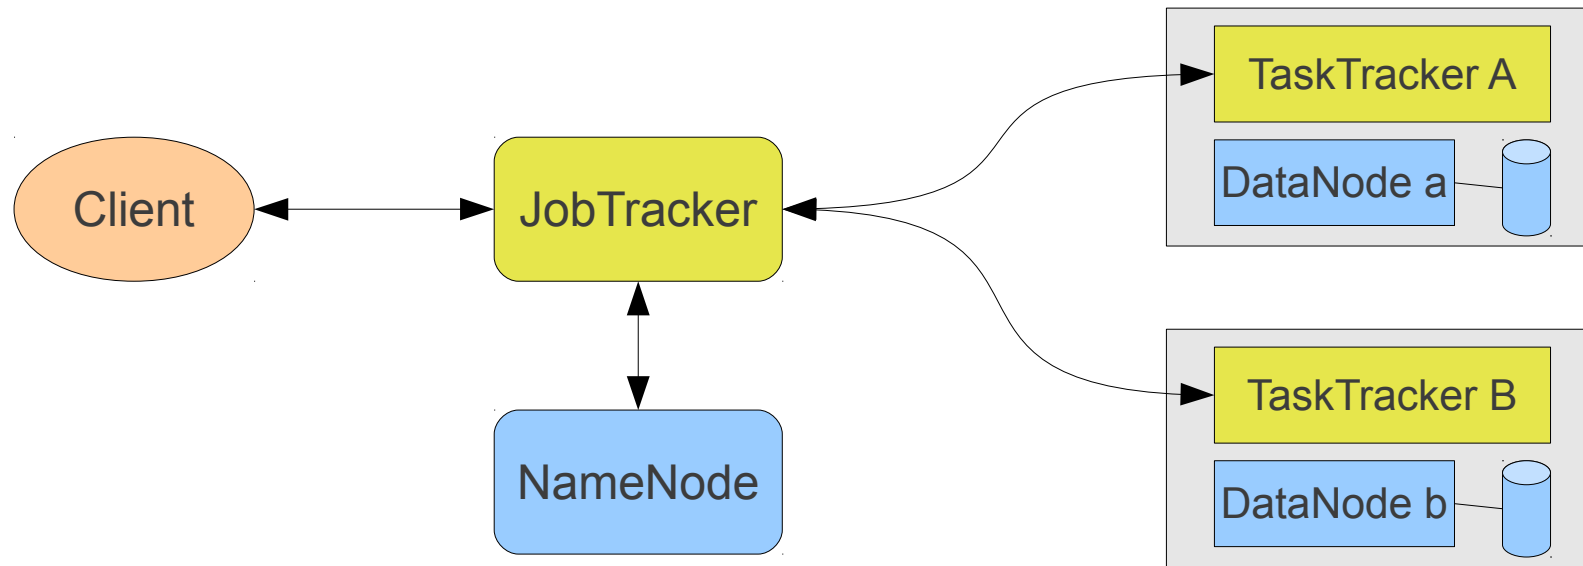 TaskTracker A
DataNode a
Client
JobTracker
NameNode
TaskTracker B
DataNode b